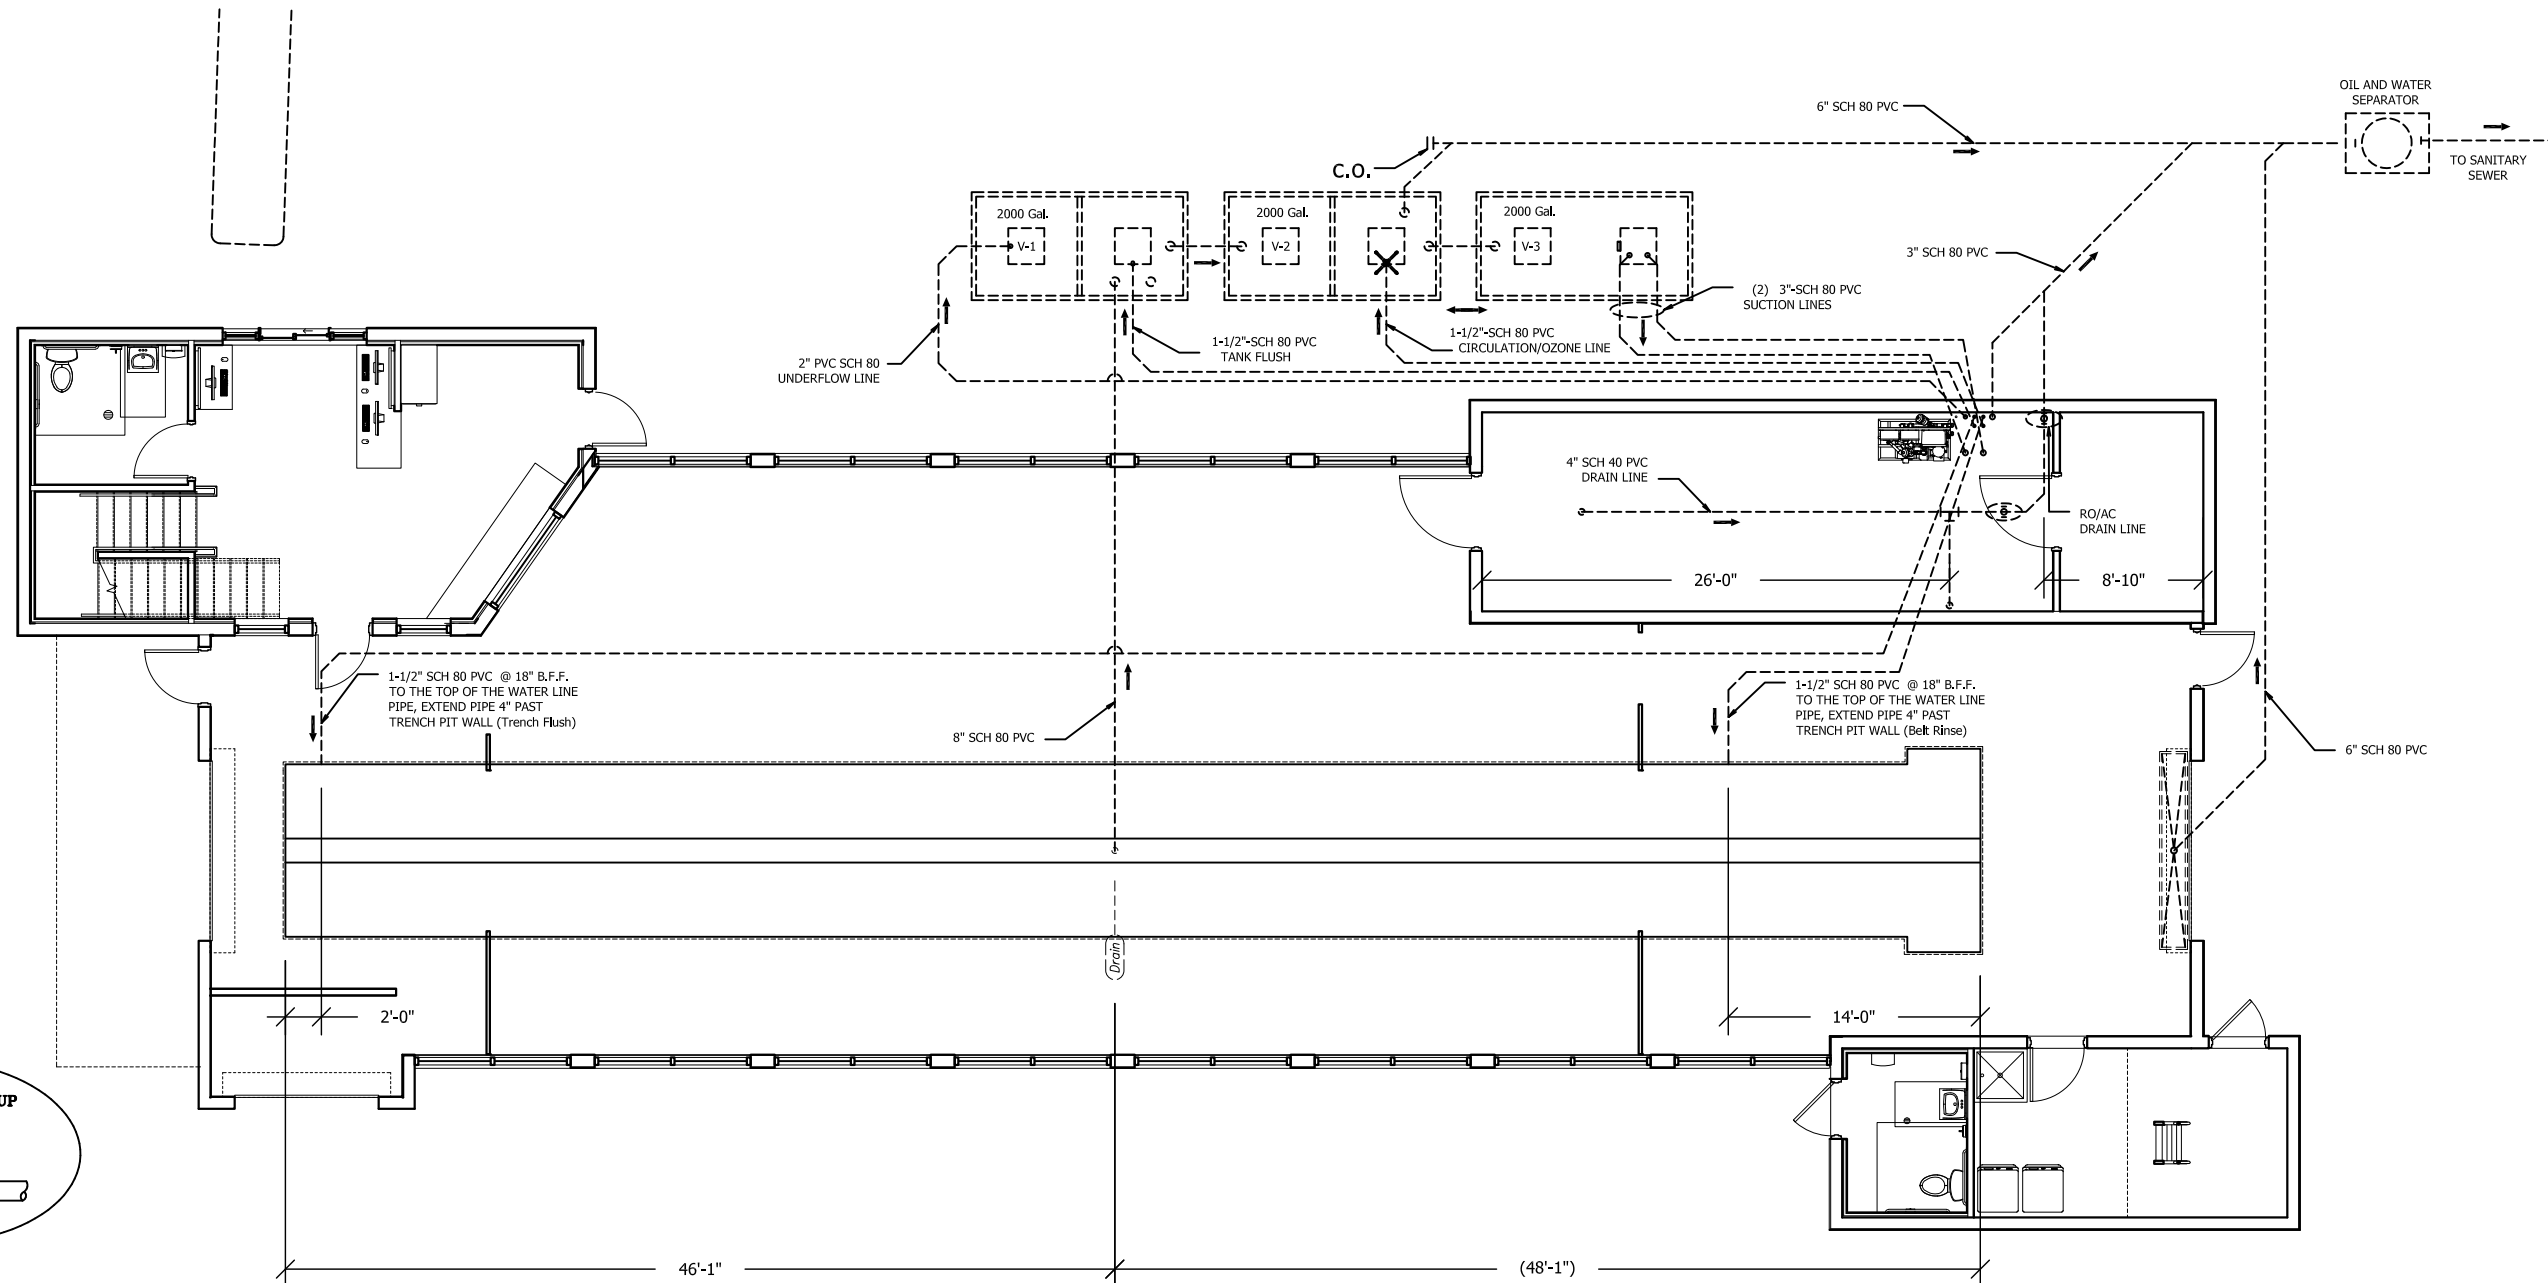 OIL AND WATER
SEPARATOR
6" SCH 80 PVC
TO SANITARY
SEWER
C.O.
2000 Gal.
2000 Gal.
2000 Gal.
V-1
V-2
V-3
3" SCH 80 PVC
(2) 3"-SCH 80 PVC
SUCTION LINES
1-1/2"-SCH 80 PVC
TANK FLUSH
1-1/2"-SCH 80 PVC
CIRCULATION/OZONE LINE
2" PVC SCH 80
UNDERFLOW LINE
4" SCH 40 PVC
DRAIN LINE
RO/AC
DRAIN LINE
26'-0"
8'-10"
1-1/2" SCH 80 PVC @ 18" B.F.F.
TO THE TOP OF THE WATER LINE
PIPE, EXTEND PIPE 4" PAST
TRENCH PIT WALL (Trench Flush)
1-1/2" SCH 80 PVC @ 18" B.F.F.
TO THE TOP OF THE WATER LINE
PIPE, EXTEND PIPE 4" PAST
TRENCH PIT WALL (Belt Rinse)
8" SCH 80 PVC
6" SCH 80 PVC
Drain
2'-0"
14'-0"
UP
46'-1"
(48'-1")